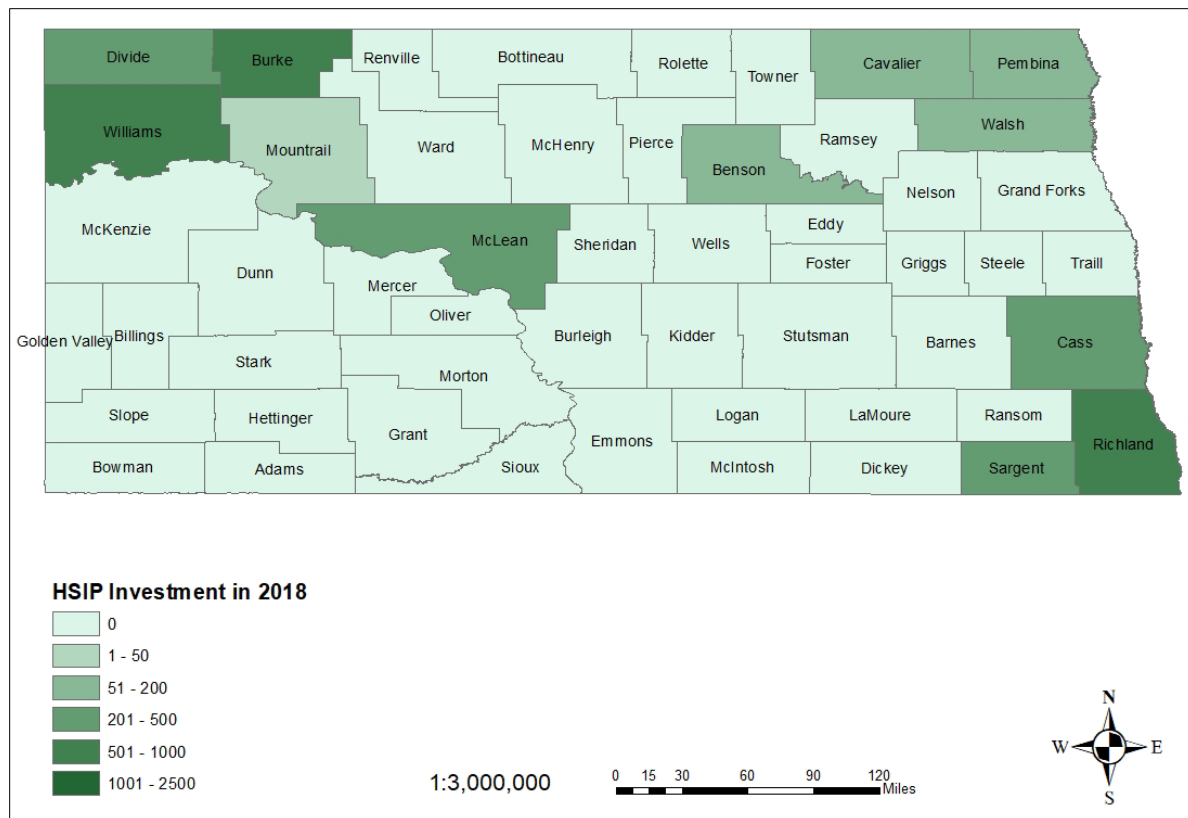 Divide
Burke
Renville
Bottineau
Rolette
Towner
Cavalier
Pembina
Williams
Mountrail
Ward
McHenry
Pierce
Benson
Ramsey
Walsh
Nelson
Grand Forks
McKenzie
Dunn
McLean
Mercer
Oliver
Sheridan
Wells
Eddy
Foster
Griggs
Steele
Traill
Golden Valley
Billings
Stark
Morton
Burleigh
Kidder
Stutsman
Barnes
Cass
Slope
Hettinger
Grant
Emmons
Logan
LaMoure
Ransom
Richland
Bowman
Adams
Sioux
McIntosh
Dickey
Sargent
HSIP Investment in 2018
0
1 - 50
51 - 200
201 - 500
501 - 1000
1001 - 2500
1:3,000,000
0 15 30 60 90 120
Miles
N
W E
S